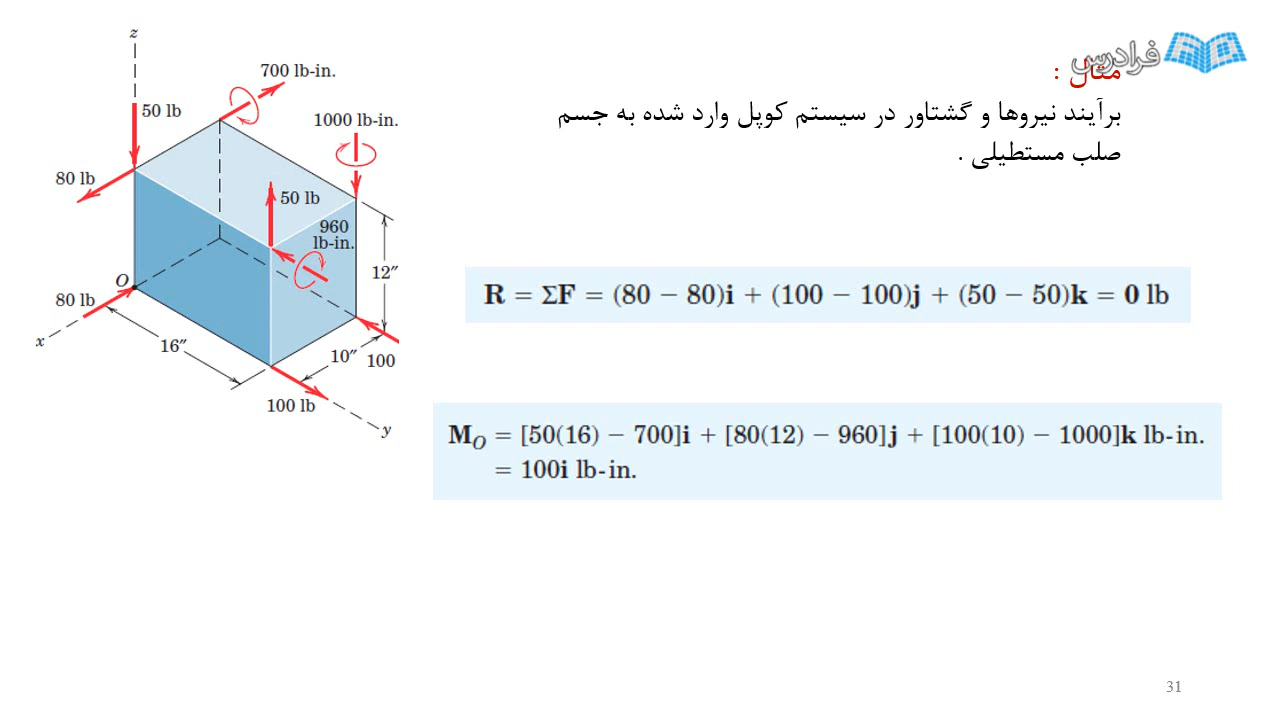 فرادرس
مثال :
برآیند نیروها و گشتاور در سیستم کوپل وارد شده به جسم
صلب مستطیلی .
z
700 lb-in.
50 lb
1000 lb-in.
80 lb
50 lb
960
lb-in.
12″
O
80 lb
x
16″
10″
100
100 lb
y
R = ΣF = (80 − 80)i + (100 − 100)j + (50 − 50)k = 0 lb
M_O = [50(16) − 700]i + [80(12) − 960]j + [100(10) − 1000]k lb-in.
= 100i lb-in.
31